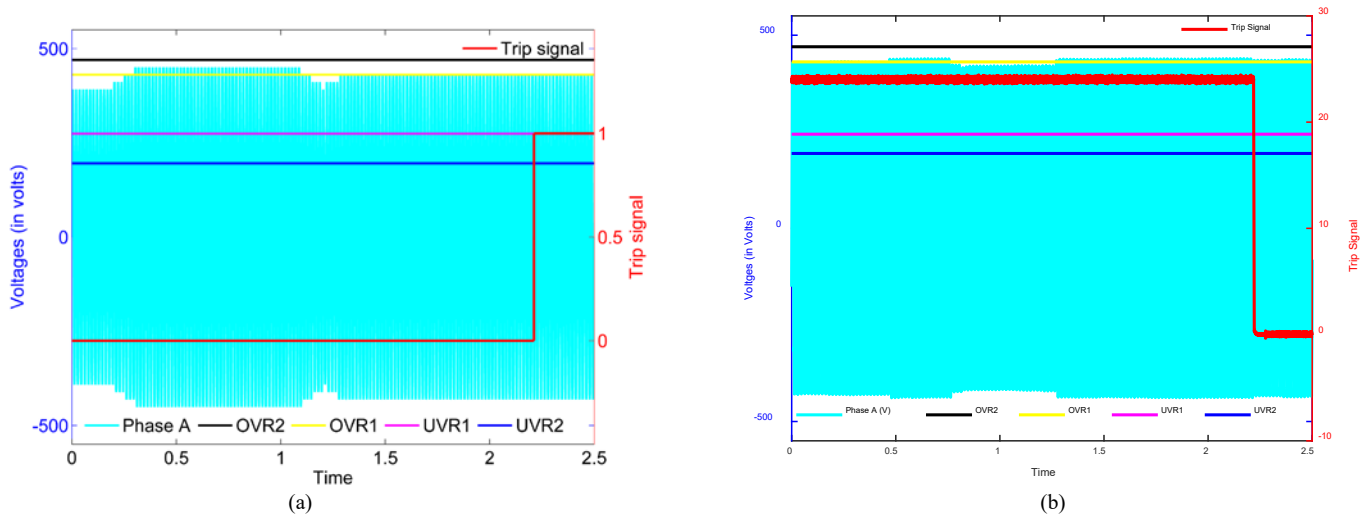 500
0
-500
Voltages (in volts)
Trip signal
1
0.5
0
Trip signal
Phase A OVR2 OVR1 UVR1 UVR2
0 0.5 1 1.5 2 2.5
Time
(a)
500
0
-500
Voltges (in Volts)
Trip Signal
30
20
10
0
-10
Trip Signal
Phase A (V) OVR2 OVR1 UVR1 UVR2
0 0.5 1 1.5 2 2.5
Time
(b)